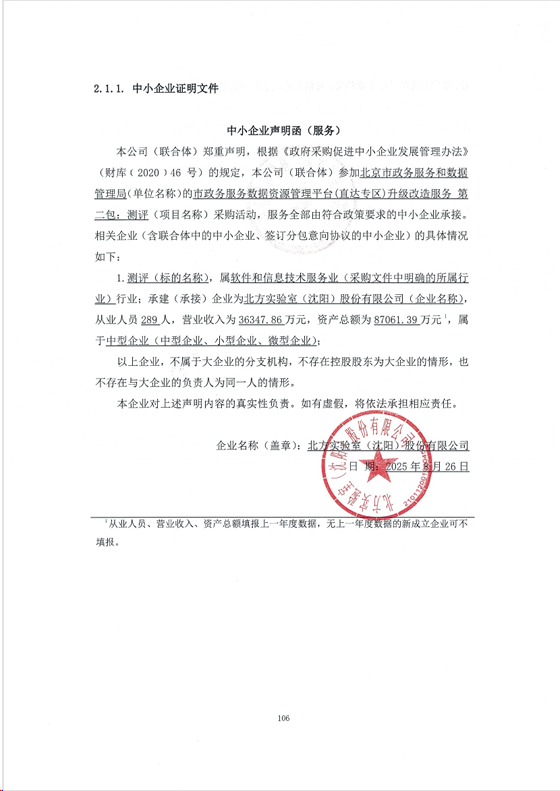 2.1.1. 中小企业证明文件
中小企业声明函（服务）
本公司（联合体）郑重声明，根据《政府采购促进中小企业发展管理办法》
（财库﹝2020﹞46 号）的规定，本公司（联合体）参加北京市政务服务和数据
管理局(单位名称)的市政务服务数据资源管理平台(直达专区)升级改造服务 第
二包：测评（项目名称）采购活动，服务全部由符合政策要求的中小企业承接。
相关企业（含联合体中的中小企业、签订分包意向协议的中小企业）的具体情况
如下：
1.测评（标的名称），属软件和信息技术服务业（采购文件中明确的所属行
业）行业；承建（承接）企业为北方实验室（沈阳）股份有限公司（企业名称），
从业人员 289 人，营业收入为 36347.86 万元，资产总额为 87061.39 万元¹，属
于中型企业（中型企业、小型企业、微型企业）；
以上企业，不属于大企业的分支机构，不存在控股股东为大企业的情形，也
不存在与大企业的负责人为同一人的情形。
本企业对上述声明内容的真实性负责。如有虚假，将依法承担相应责任。
企业名称（盖章）：北方实验室（沈阳）股份有限公司
日 期：2025年8月26日
北方实验室（沈阳）股份有限公司
¹从业人员、营业收入、资产总额填报上一年度数据，无上一年度数据的新成立企业可不
填报。
106